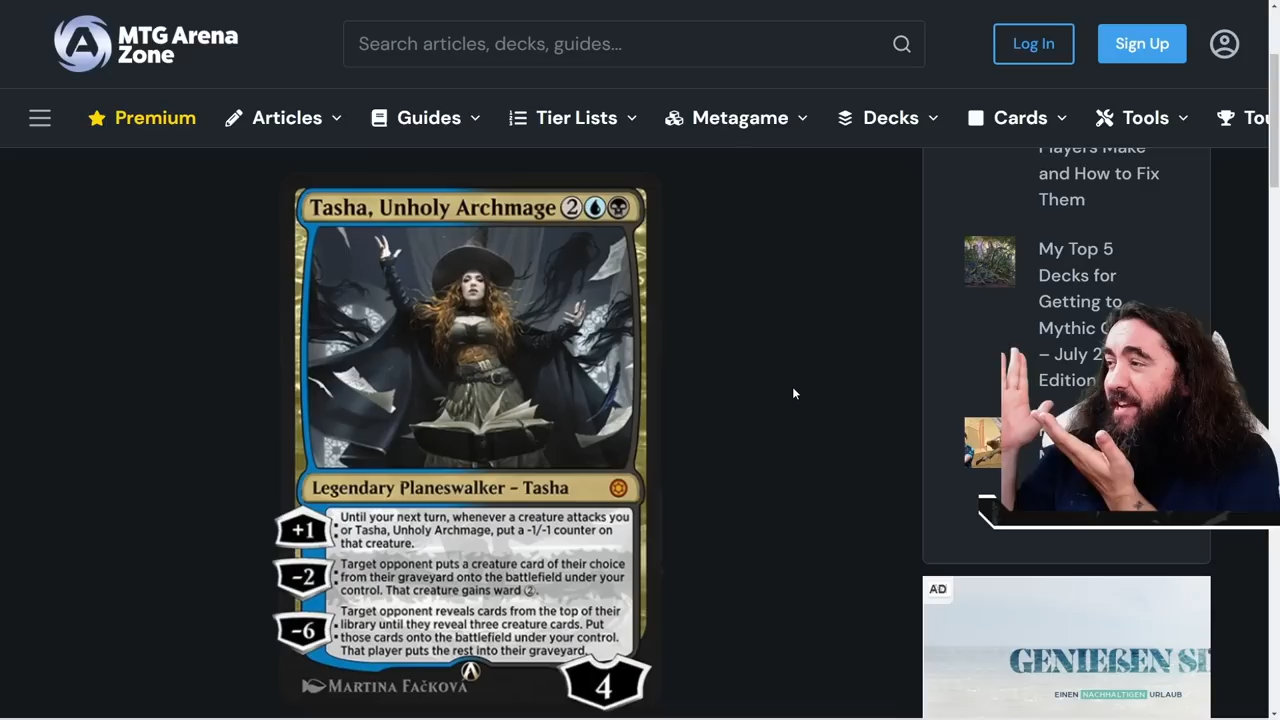 MTG Arena
Zone
Search articles, decks, guides...
Log In
Sign Up
Premium
Articles
Guides
Tier Lists
Metagame
Decks
Cards
Tools
Tou
Players Make
and How to Fix
Them
My Top 5
Decks for
Getting to
Mythic
– July 2
Edition
Tasha, Unholy Archmage 2
Legendary Planeswalker – Tasha
+1
Until your next turn, whenever a creature attacks you
or Tasha, Unholy Archmage, put a -1/-1 counter on
that creature.
-2
Target opponent puts a creature card of their choice
from their graveyard onto the battlefield under your
control. That creature gains ward 2.
-6
Target opponent reveals cards from the top of their
library until they reveal three creature cards. Put
those cards onto the battlefield under your control.
That player puts the rest into their graveyard.
Martina Fačkova
4
AD
GENIEßEN SI
EINEN NACHHALTIGEN URLAUB